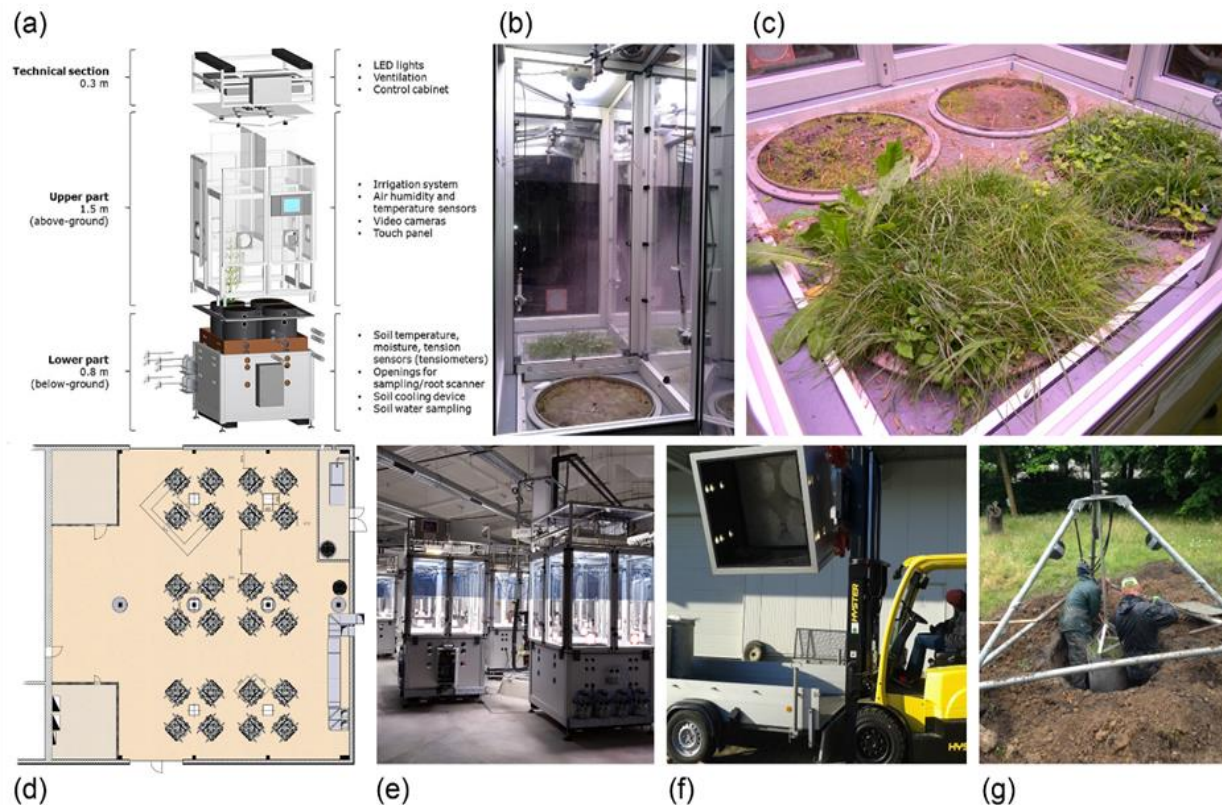 (a)
Technical section
0.3 m
• LED lights
• Ventilation
• Control cabinet
Upper part
1.5 m
(above-ground)
• Irrigation system
• Air humidity and
temperature sensors
• Video cameras
• Touch panel
Lower part
0.8 m
(below-ground)
• Soil temperature,
moisture, tension
sensors (tensiometers)
• Openings for
sampling/root scanner
• Soil cooling device
• Soil water sampling
(b)
(c)
(d)
(e)
(f)
HYSTER
HYSTER
(g)